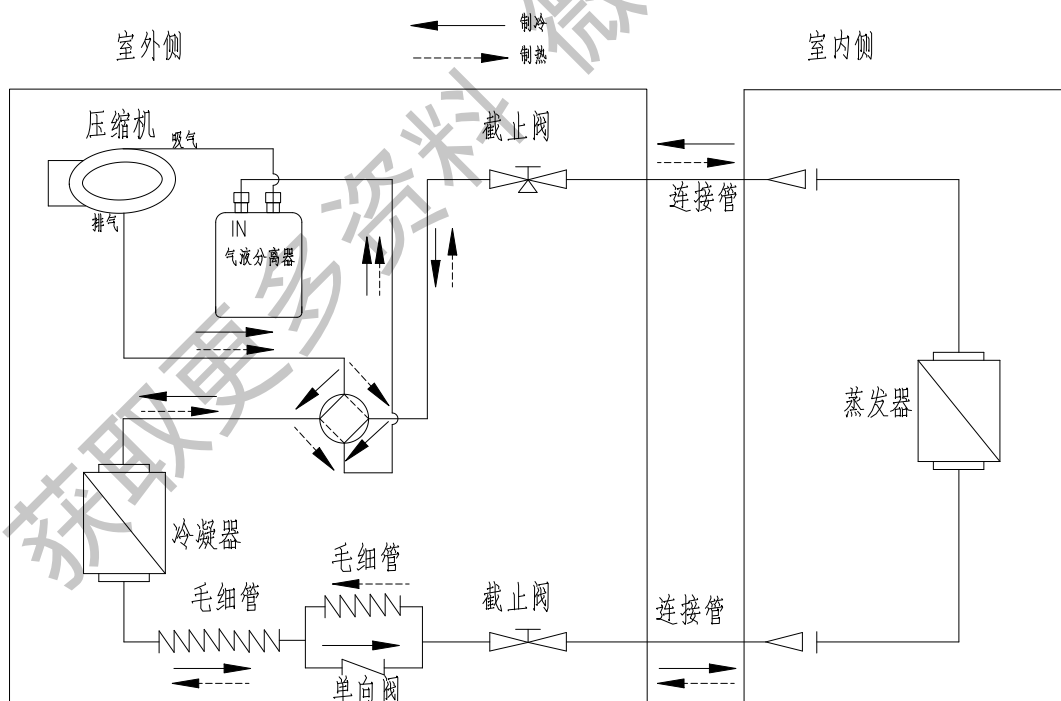 制冷
室外侧
室内侧
制热
压缩机
吸气
截止阀
连接管
排气
IN
气液分离器
蒸发器
冷凝器
毛细管
毛细管
截止阀
连接管
单向阀
获取更多资料 微